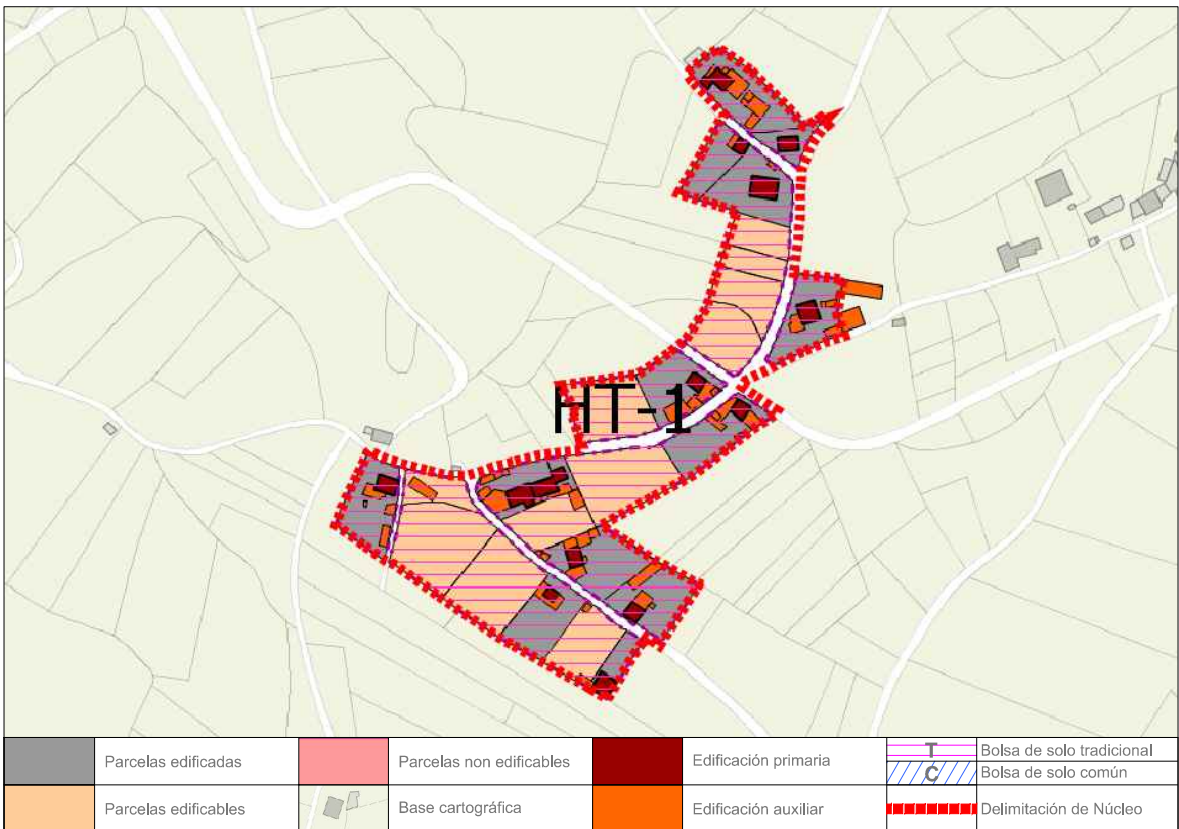 HT-1
Parcelas edificadas
Parcelas non edificables
Edificación primaria
T
Bolsa de solo tradicional
C
Bolsa de solo común
Parcelas edificables
Base cartográfica
Edificación auxiliar
Delimitación de Núcleo